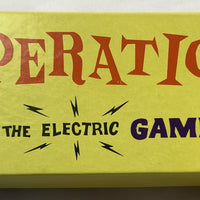 PERATIO
THE ELECTRIC GAM